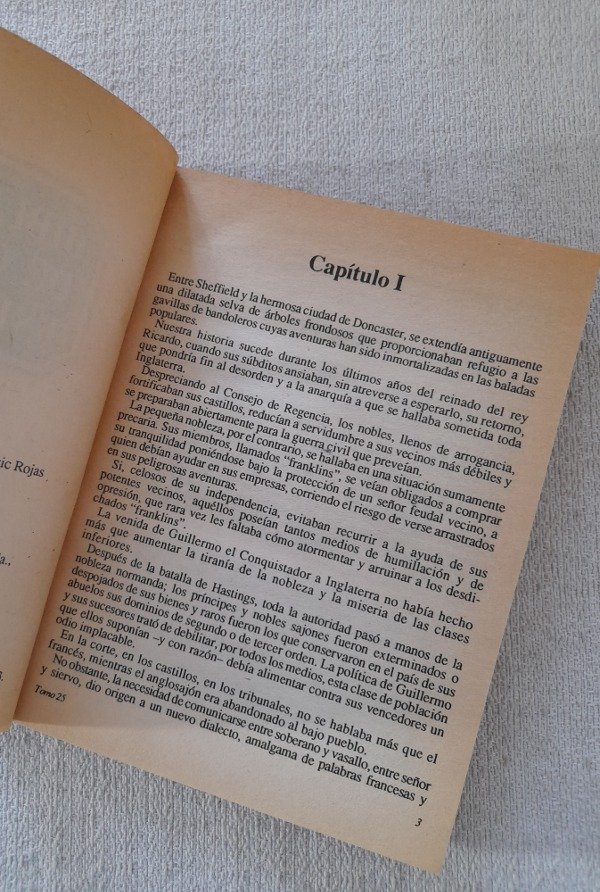 ic Rojas
Capítulo I
Entre Sheffield y la hermosa ciudad de Doncaster, se extendía antiguamente
una dilatada selva de árboles frondosos que proporcionaban refugio a las
gavillas de bandoleros cuyas aventuras han sido inmortalizadas en las baladas
populares.
Nuestra historia sucede durante los últimos años del reinado del rey
Ricardo, cuando sus súbditos ansiaban, sin atreverse a esperarlo, su retorno,
que pondría fin al desorden y a la anarquía a que se hallaba sometida toda
Inglaterra.
Despreciando al Consejo de Regencia, los nobles, llenos de arrogancia,
fortificaban sus castillos, reducían a servidumbre a sus vecinos más débiles y
se preparaban abiertamente para la guerra civil que preveían.
La pequeña nobleza, por el contrario, se hallaba en una situación sumamente
precaria. Sus miembros, llamados "franklins", se veían obligados a comprar
su tranquilidad poniéndose bajo la protección de un señor feudal vecino, a
quien debían ayudar en sus empresas, corriendo el riesgo de verse arrastrados
en sus peligrosas aventuras.
Si, celosos de su independencia, evitaban recurrir a la ayuda de sus
potentes vecinos, aquéllos poseían tantos medios de humillación y de
opresión, que rara vez les faltaba cómo atormentar y arruinar a los desdi-
chados "franklins".
La venida de Guillermo el Conquistador a Inglaterra no había hecho
más que aumentar la tiranía de la nobleza y la miseria de las clases
inferiores.
Después de la batalla de Hastings, toda la autoridad pasó a manos de la
nobleza normanda; los príncipes y nobles sajones fueron exterminados o
despojados de sus bienes y raros fueron los que conservaron en el país de sus
abuelos sus dominios de segundo o de tercer orden. La política de Guillermo
y sus sucesores trató de debilitar, por todos los medios, esta clase de población
que ellos suponían –y con razón– debía alimentar contra sus vencedores un
odio implacable.
En la corte, en los castillos, en los tribunales, no se hablaba más que el
francés, mientras el anglosajón era abandonado al bajo pueblo.
No obstante, la necesidad de comunicarse entre soberano y vasallo, entre señor
y siervo, dio origen a un nuevo dialecto, amalgama de palabras francesas y
Tomo 25
3